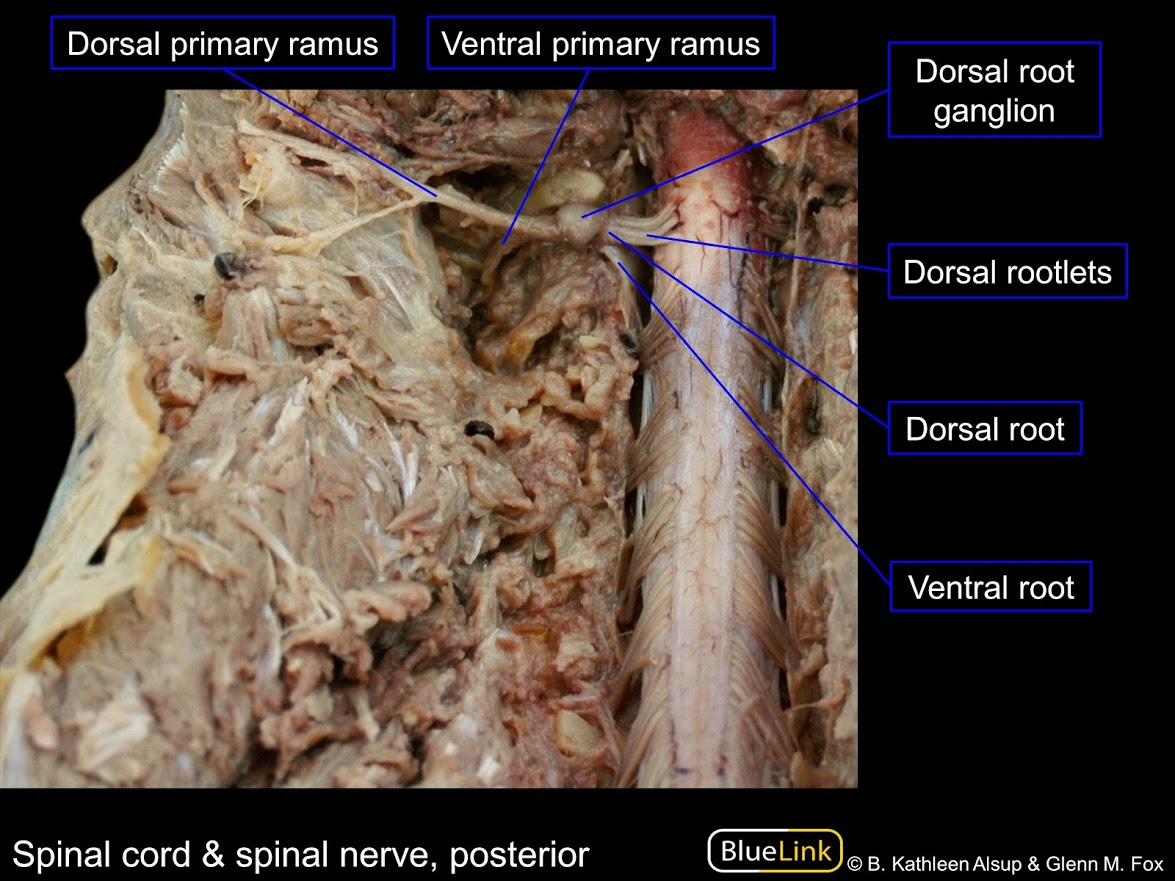 Dorsal primary ramus
Ventral primary ramus
Dorsal root
ganglion
Dorsal rootlets
Dorsal root
Ventral root
Spinal cord & spinal nerve, posterior
BlueLink
© B. Kathleen Alsup & Glenn M. Fox